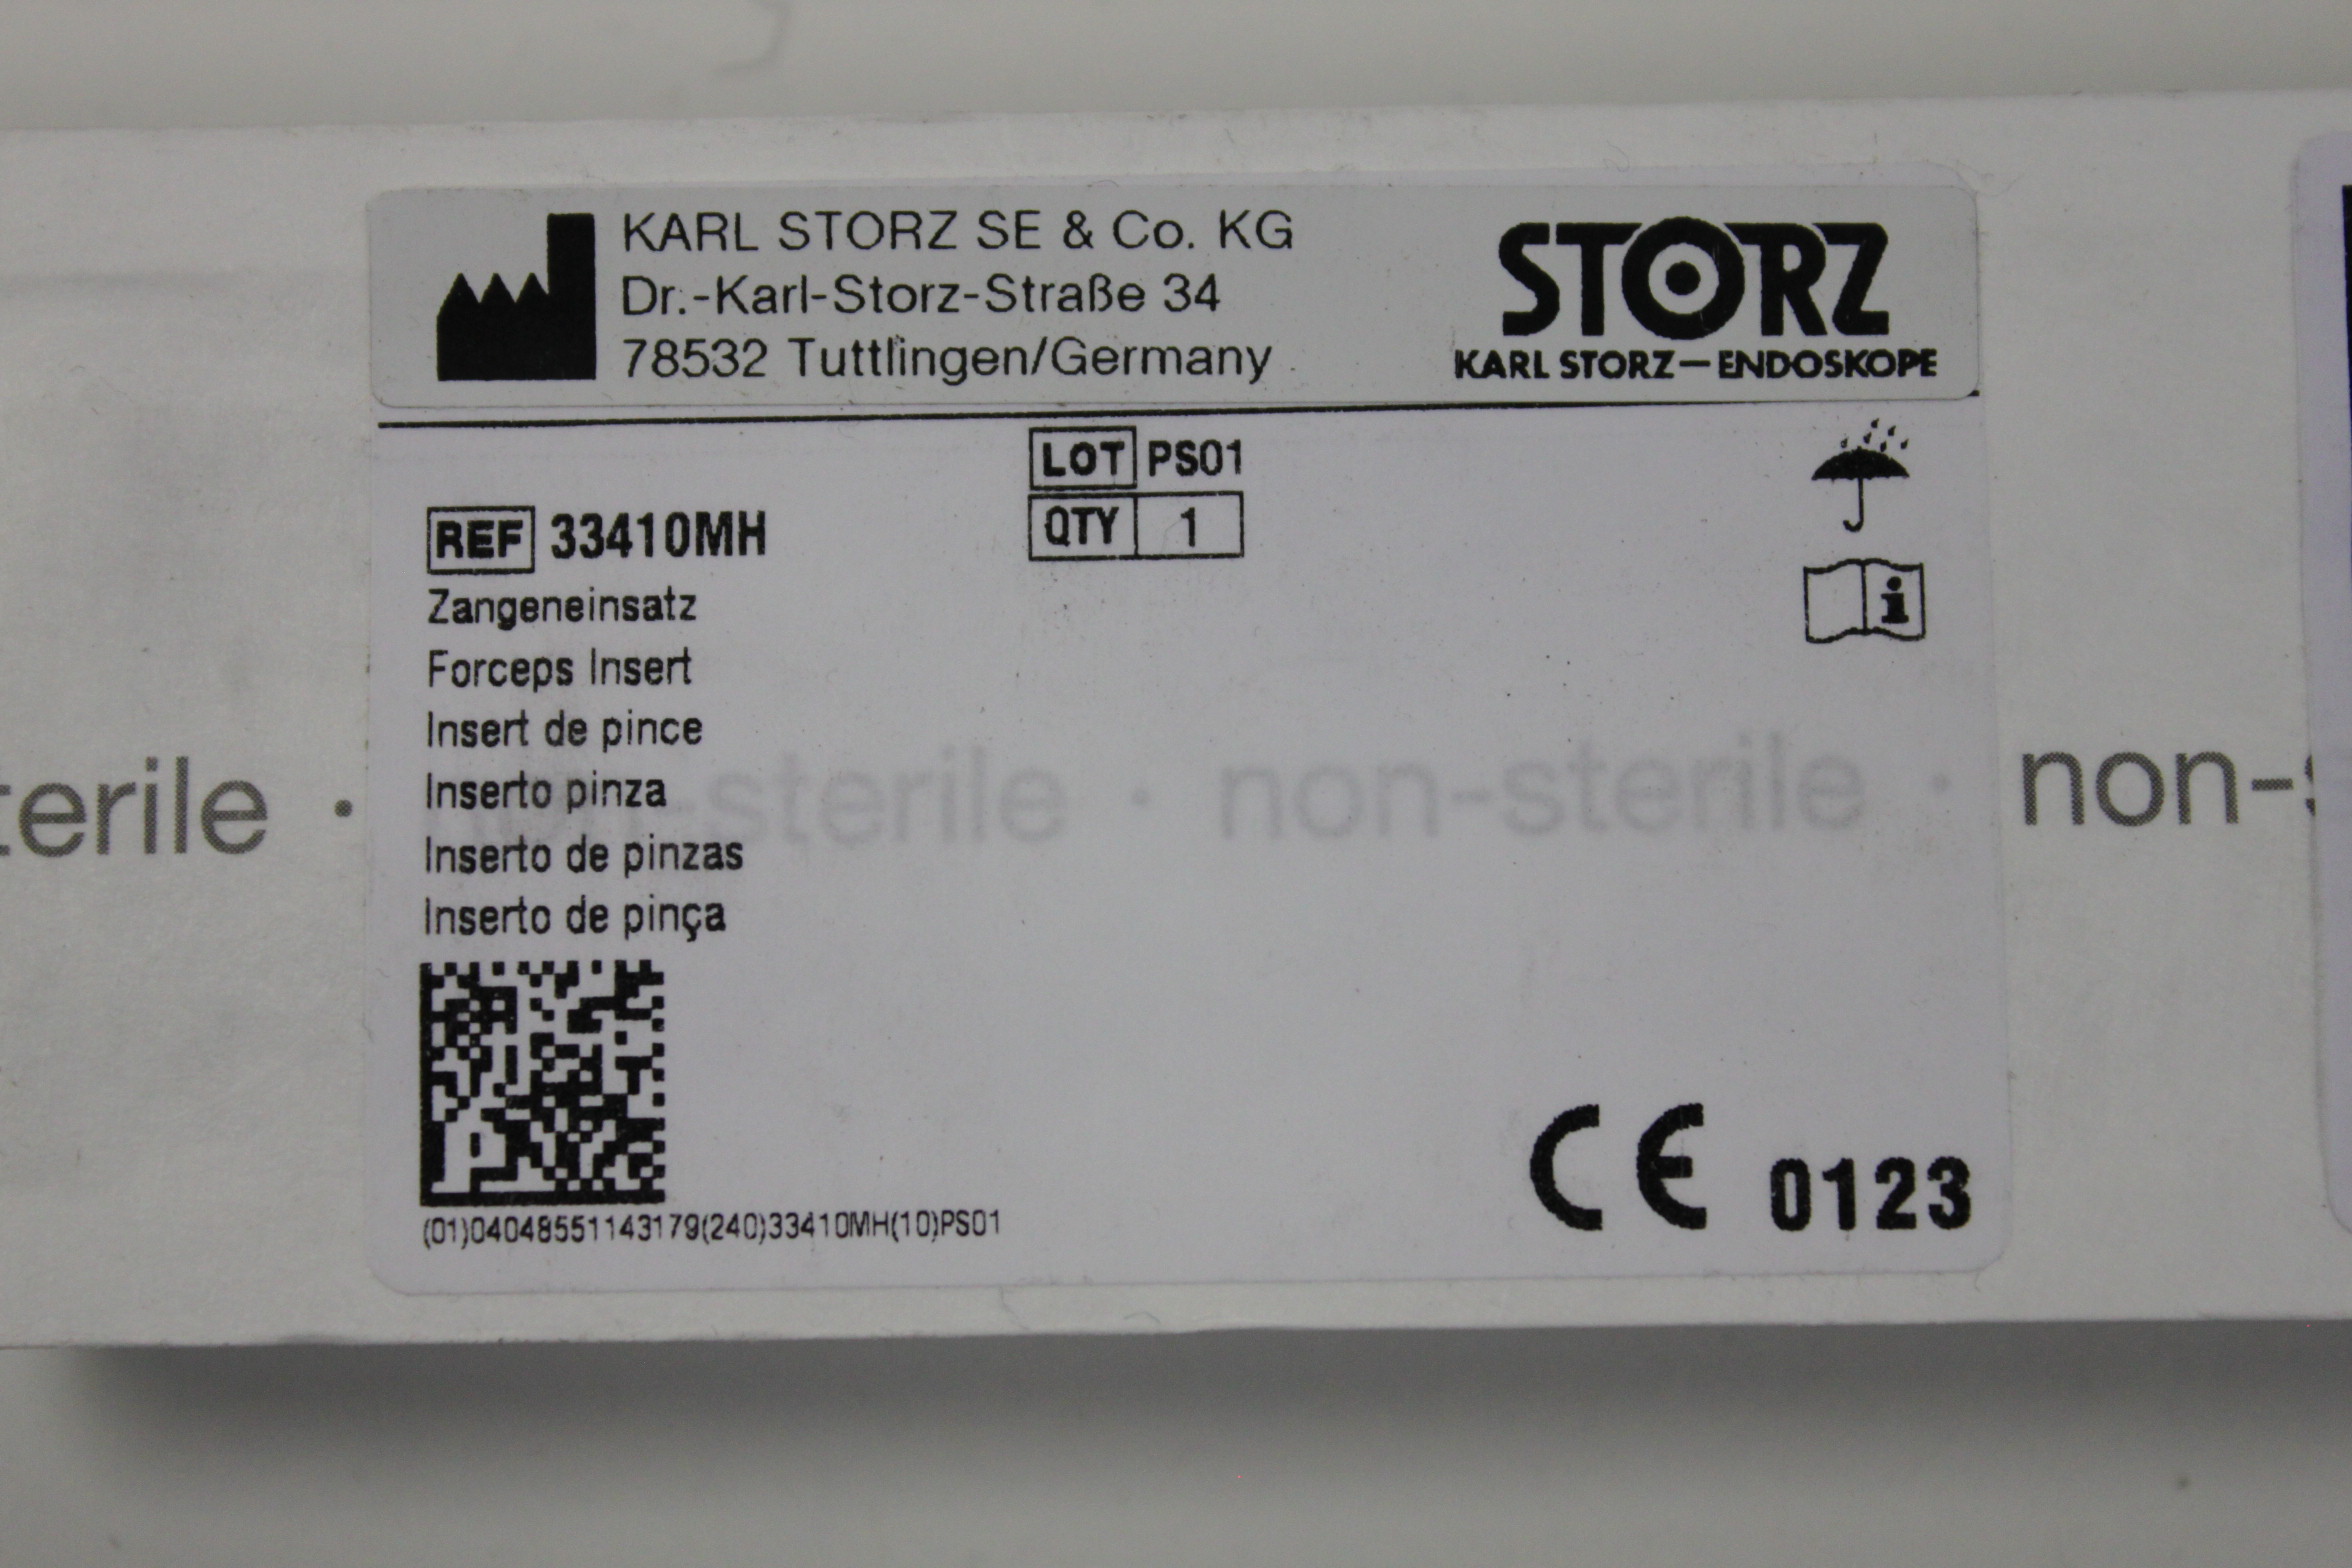 KARL STORZ SE & Co. KG
Dr.-Karl-Storz-Straße 34
78532 Tuttlingen/Germany
STORZ
KARL STORZ—ENDOSKOPE
LOT PS01
QTY 1
REF 33410MH
Zangeneinsatz
Forceps Insert
Insert de pince
Inserto pinza
Inserto de pinzas
Inserto de pinça
terile · non-sterile · non-sterile · non-s
(01)04048551143179(240)33410MH(10)PS01
CE 0123